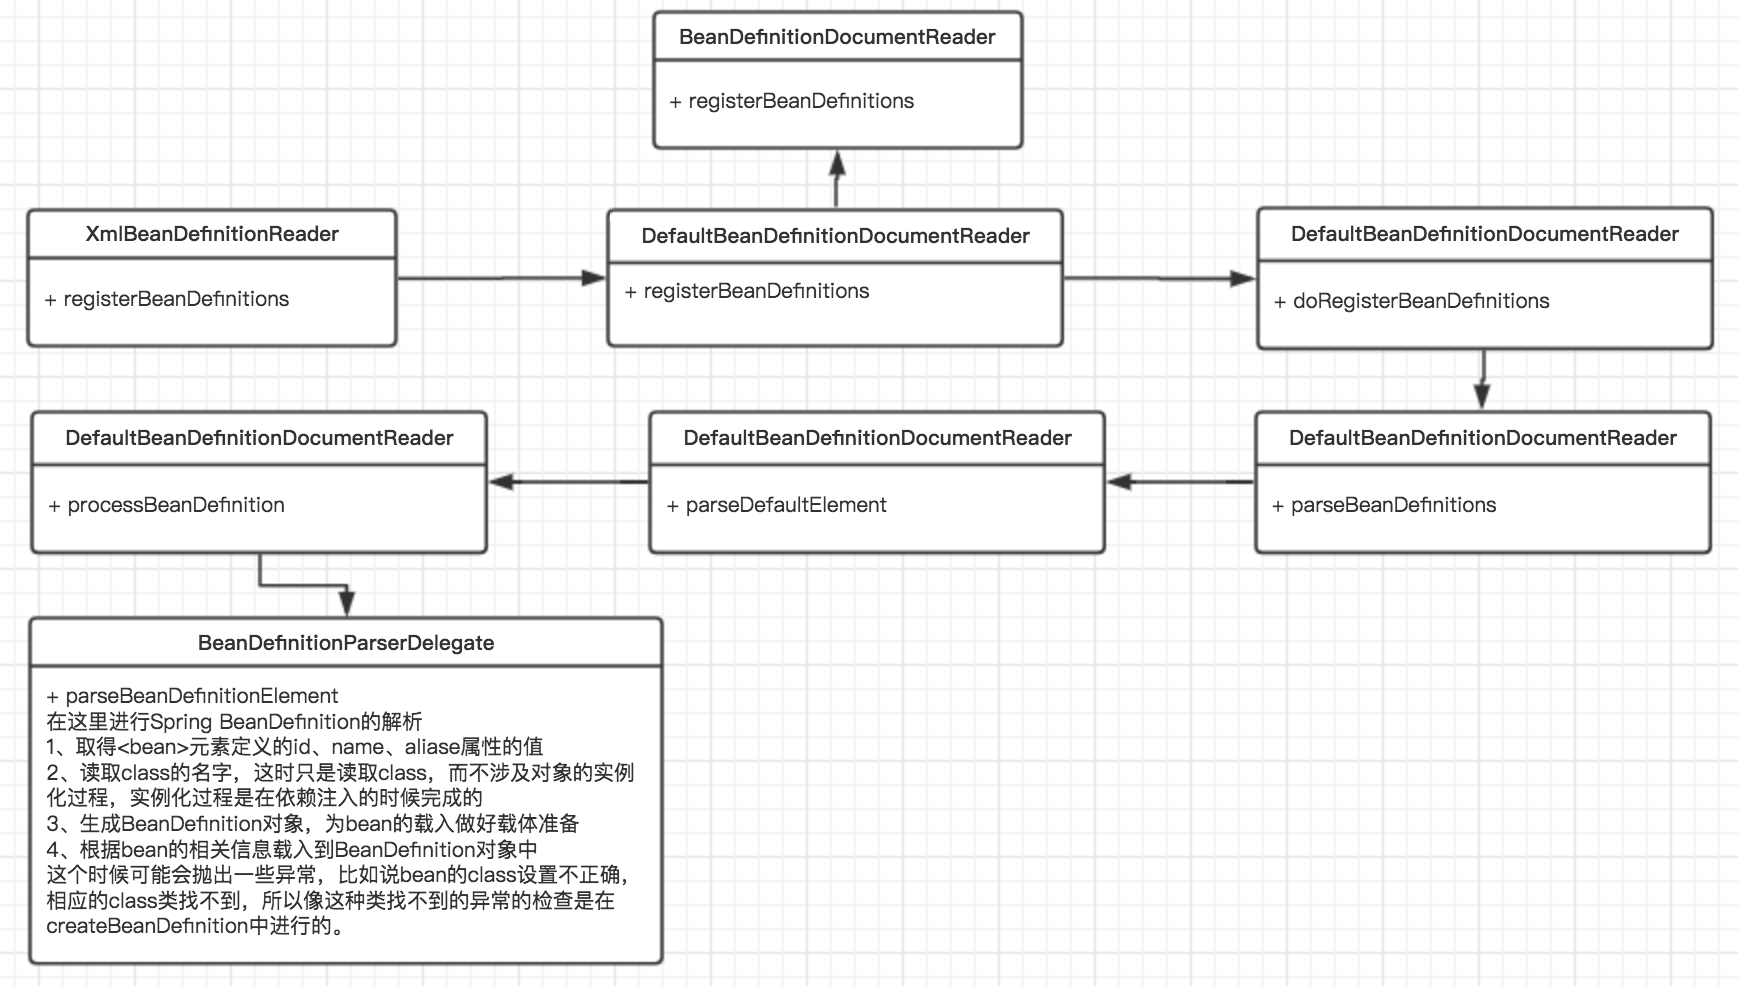 BeanDefinitionDocumentReader
+ registerBeanDefinitions
XmlBeanDefinitionReader
+ registerBeanDefinitions
DefaultBeanDefinitionDocumentReader
+ registerBeanDefinitions
DefaultBeanDefinitionDocumentReader
+ doRegisterBeanDefinitions
DefaultBeanDefinitionDocumentReader
+ processBeanDefinition
DefaultBeanDefinitionDocumentReader
+ parseDefaultElement
DefaultBeanDefinitionDocumentReader
+ parseBeanDefinitions
BeanDefinitionParserDelegate
+ parseBeanDefinitionElement
在这里进行Spring BeanDefinition的解析
1、取得<bean>元素定义的id、name、aliase属性的值
2、读取class的名字，这时只是读取class，而不涉及对象的实例
化过程，实例化过程是在依赖注入的时候完成的
3、生成BeanDefinition对象，为bean的载入做好载体准备
4、根据bean的相关信息载入到BeanDefinition对象中
这个时候可能会抛出一些异常，比如说bean的class设置不正确，
相应的class类找不到，所以像这种类找不到的异常的检查是在
createBeanDefinition中进行的。